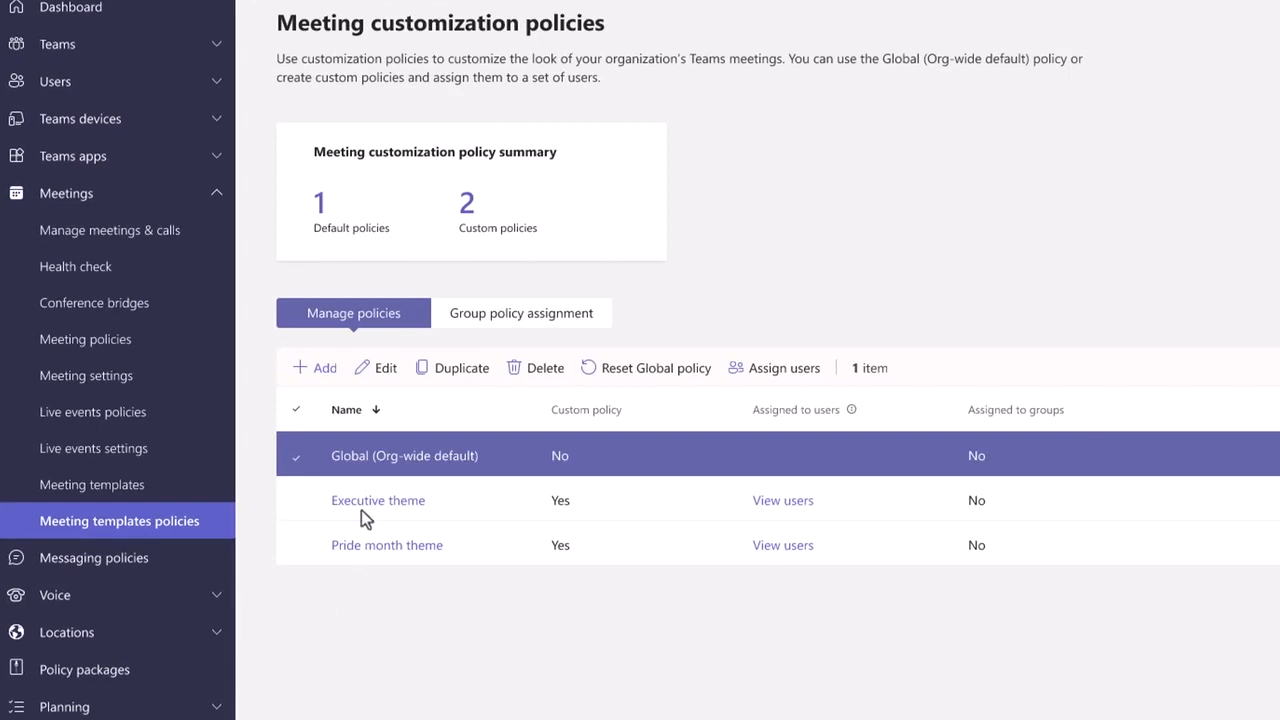 Dashboard
Teams
Users
Teams devices
Teams apps
Meetings
Manage meetings & calls
Health check
Conference bridges
Meeting policies
Meeting settings
Live events policies
Live events settings
Meeting templates
Meeting templates policies
Messaging policies
Voice
Locations
Policy packages
Planning
Meeting customization policies
Use customization policies to customize the look of your organization's Teams meetings. You can use the Global (Org-wide default) policy or
create custom policies and assign them to a set of users.
Meeting customization policy summary
1 2
Default policies Custom policies
Manage policies Group policy assignment
Add Edit Duplicate Delete Reset Global policy Assign users 1 item
Name Custom policy Assigned to users Assigned to groups
Global (Org-wide default) No No
Executive theme Yes View users No
Pride month theme Yes View users No